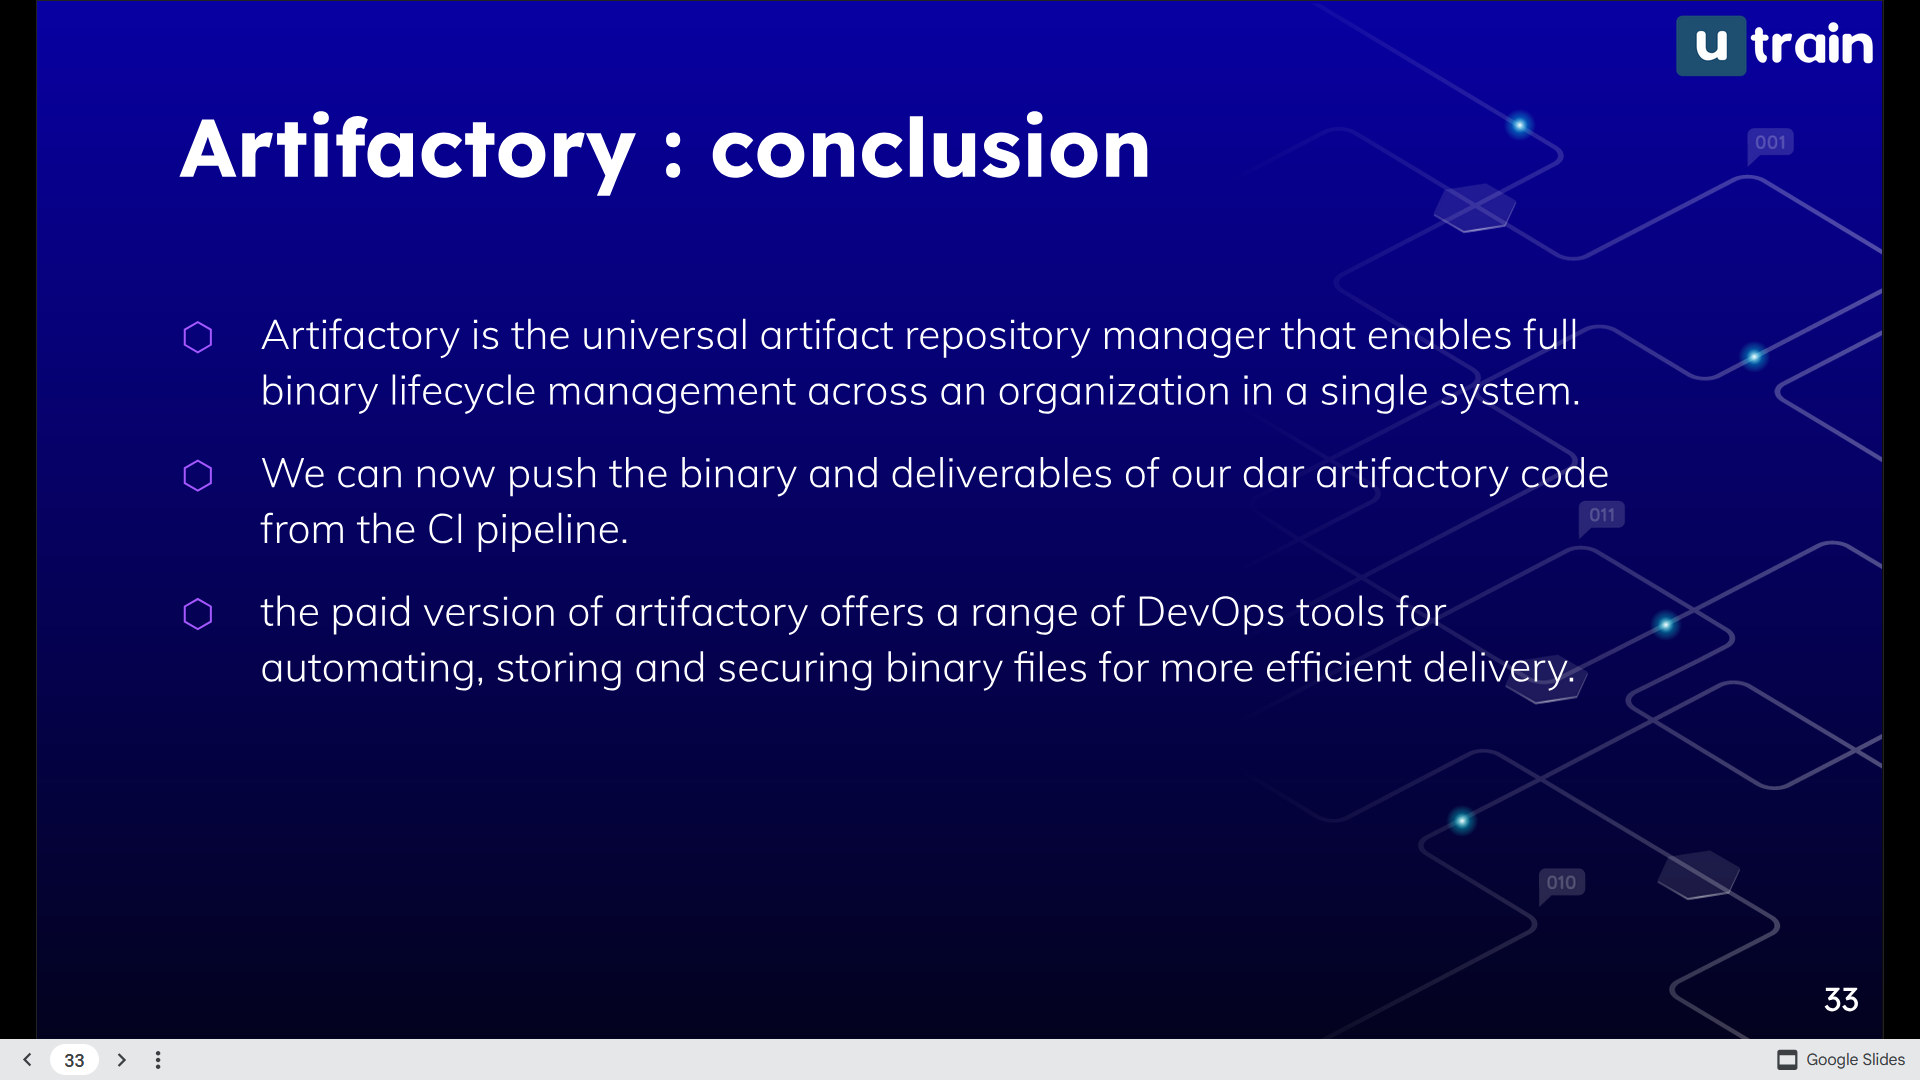 u train
Artifactory : conclusion
001
Artifactory is the universal artifact repository manager that enables full
binary lifecycle management across an organization in a single system.
We can now push the binary and deliverables of our dar artifactory code
from the CI pipeline.
011
the paid version of artifactory offers a range of DevOps tools for
automating, storing and securing binary files for more efficient delivery.
010
33
33
Google Slides